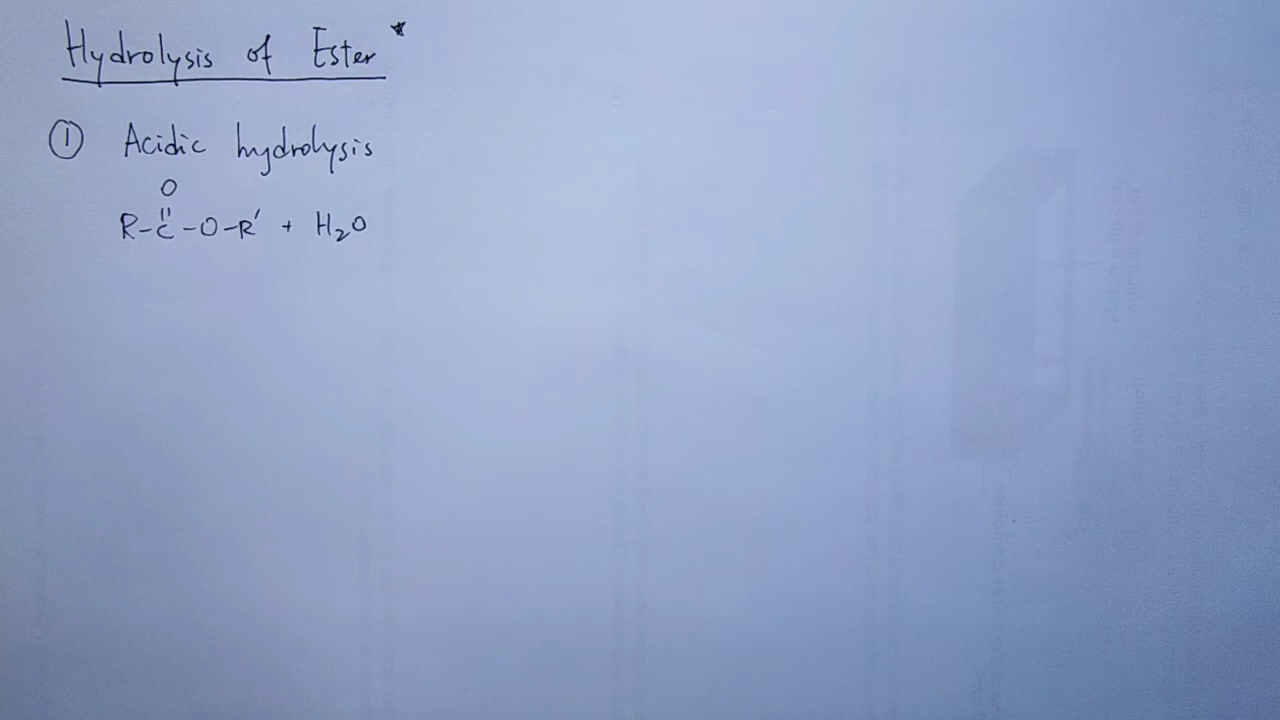 Hydrolysis of Ester *
① Acidic hydrolysis
O
R-C-O-R' + H₂O